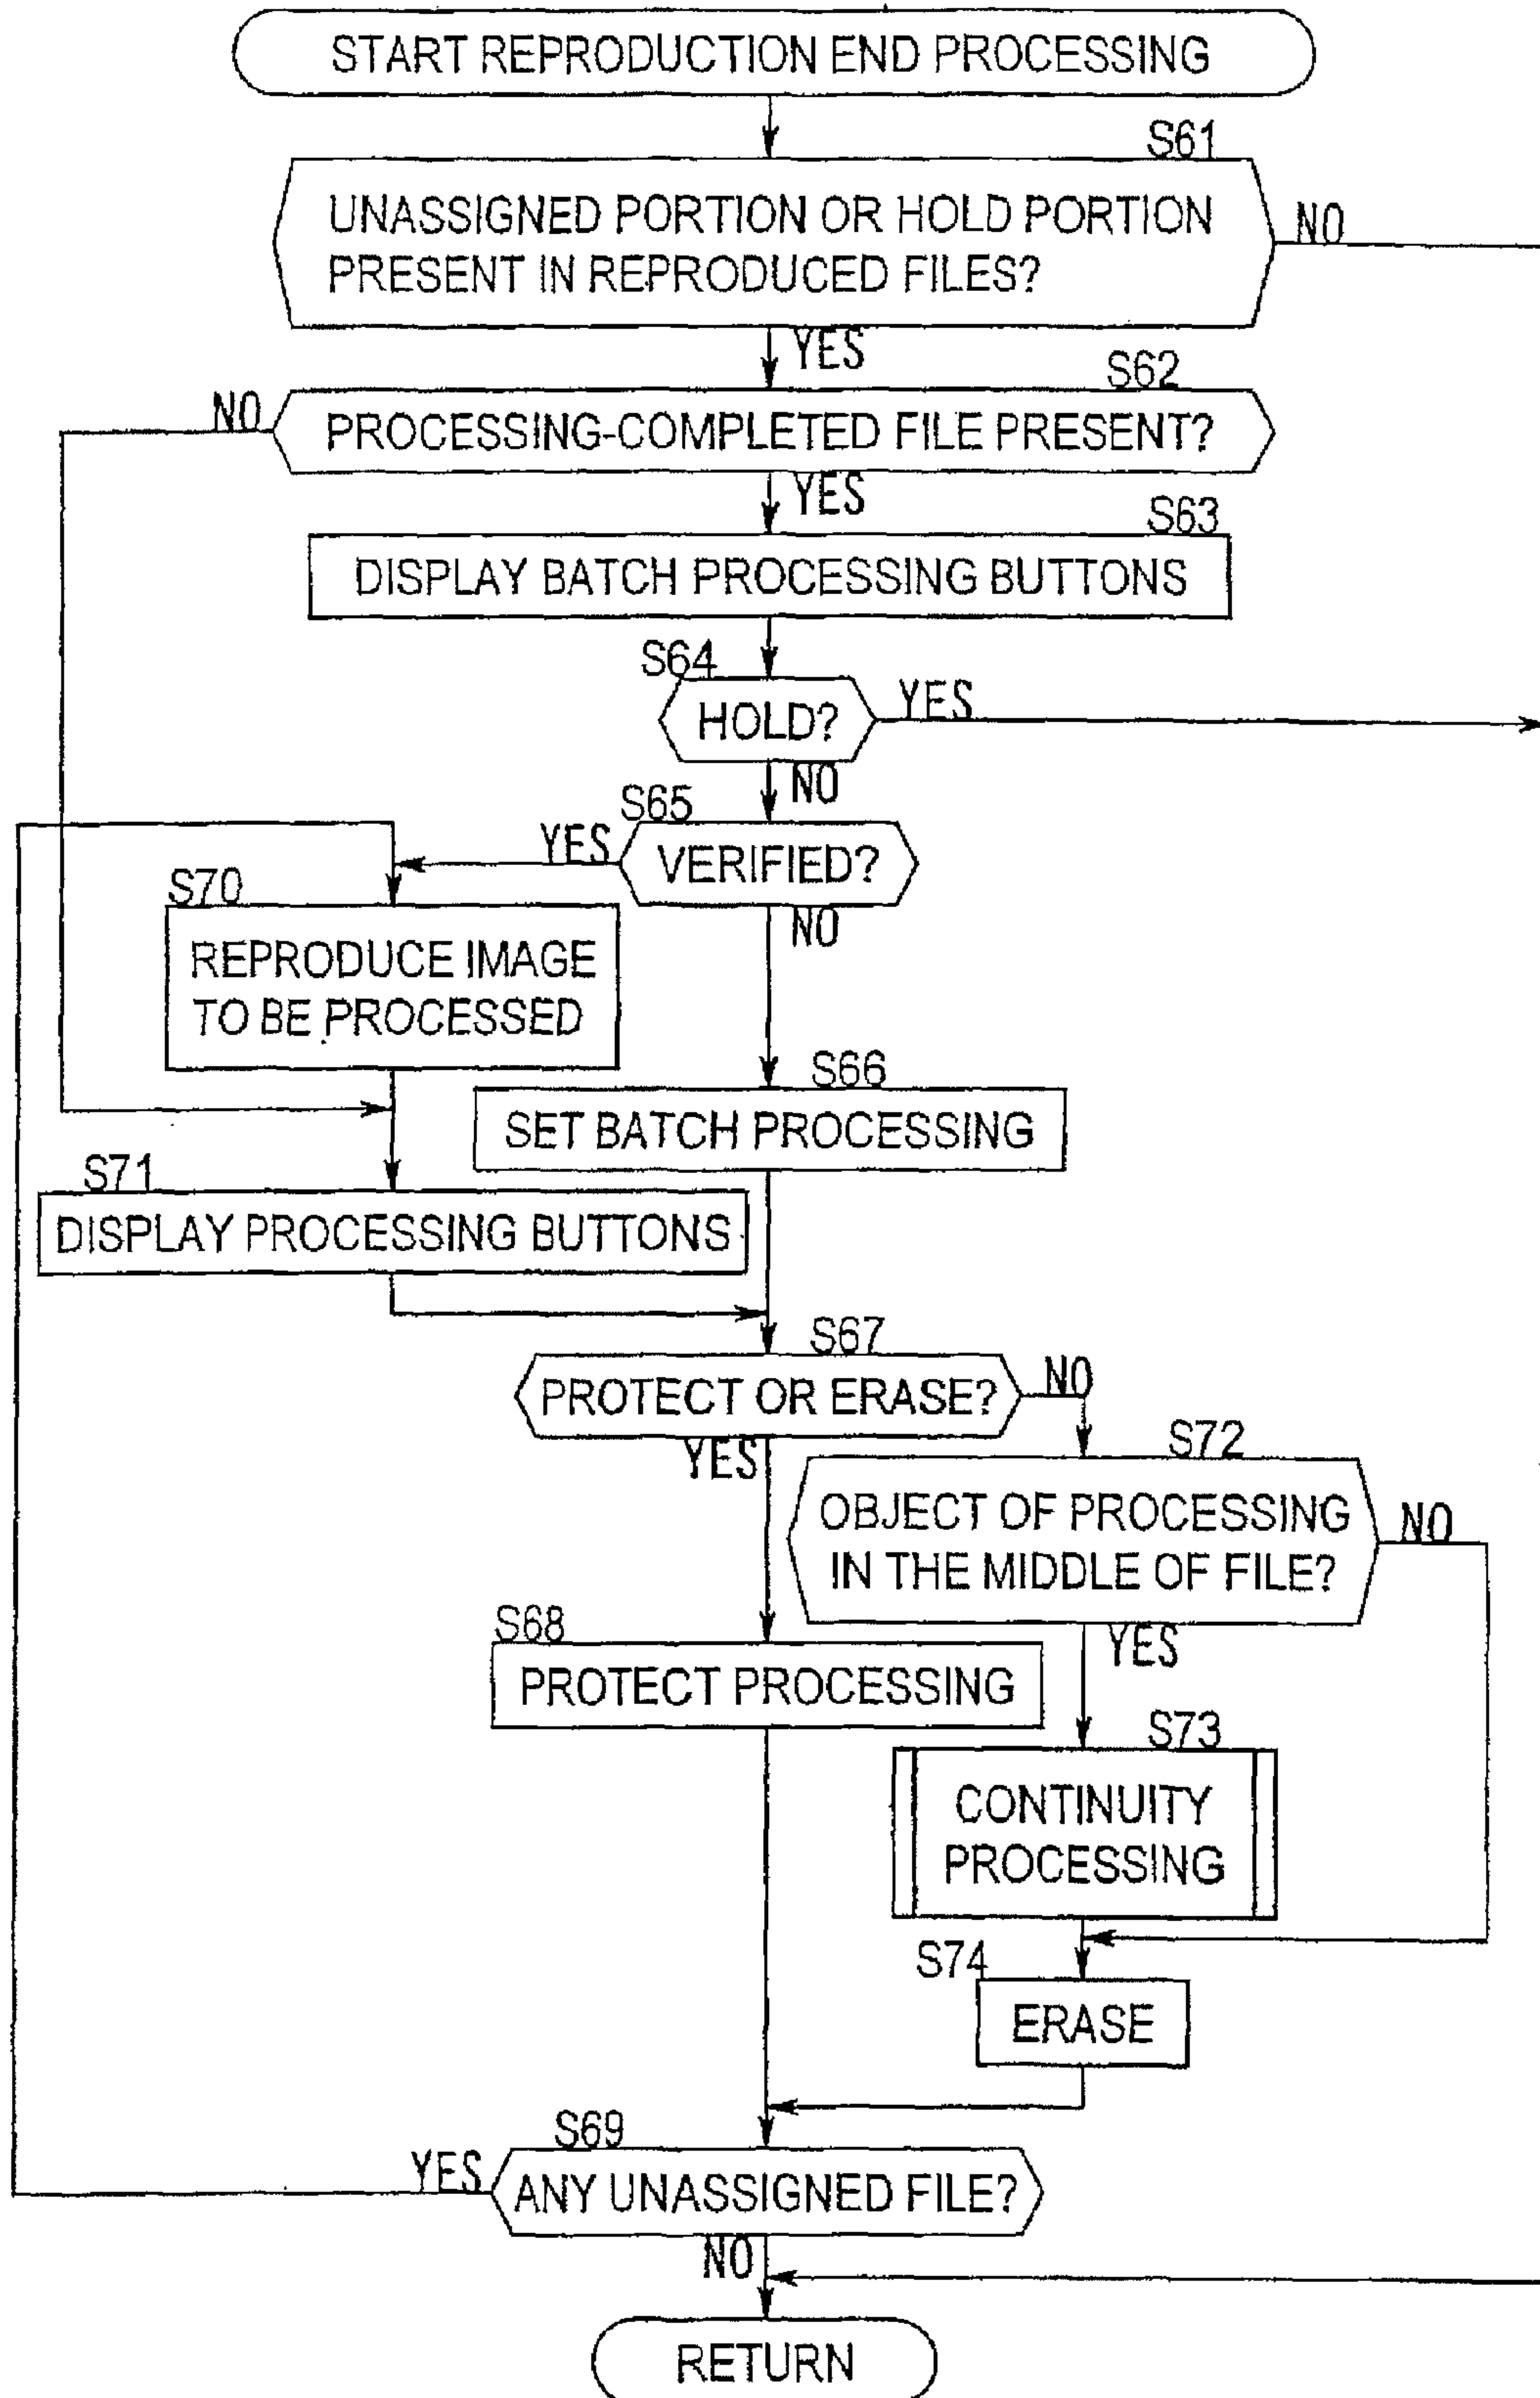 START REPRODUCTION END PROCESSING
S61
UNASSIGNED PORTION OR HOLD PORTION
PRESENT IN REPRODUCED FILES?
NO
YES
S62
NO
PROCESSING-COMPLETED FILE PRESENT?
YES
S63
DISPLAY BATCH PROCESSING BUTTONS
S64
HOLD?
YES
NO
S65
YES
VERIFIED?
NO
S70
REPRODUCE IMAGE
TO BE PROCESSED
S66
SET BATCH PROCESSING
S71
DISPLAY PROCESSING BUTTONS
S67
PROTECT OR ERASE?
NO
YES
S72
OBJECT OF PROCESSING
IN THE MIDDLE OF FILE?
NO
YES
S68
PROTECT PROCESSING
S73
CONTINUITY
PROCESSING
S74
ERASE
S69
YES
ANY UNASSIGNED FILE?
NO
RETURN